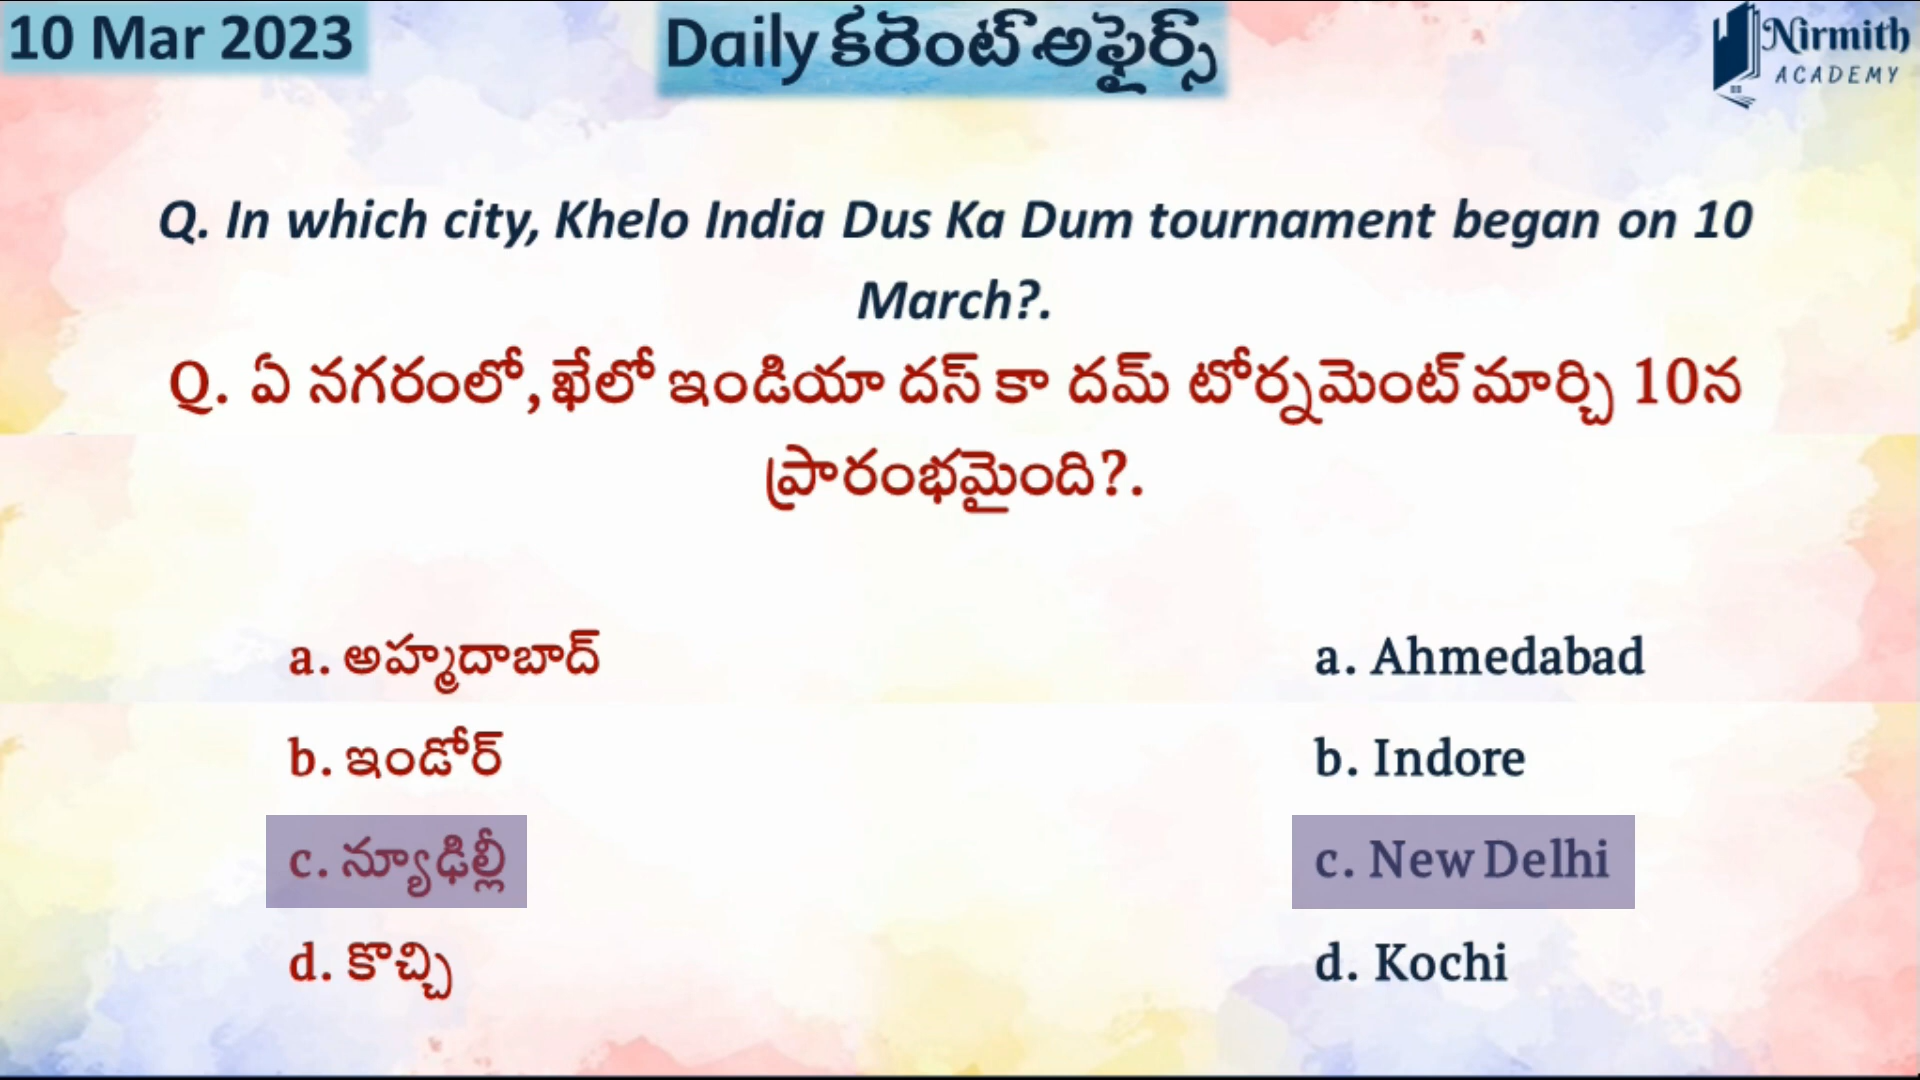 10 Mar 2023
Daily కరెంట్ అఫైర్స్
Nirmith
ACADEMY
Q. In which city, Khelo India Dus Ka Dum tournament began on 10
March?.
Q. ఏ నగరంలో, ఖేలో ఇండియా దస్ కా దమ్ టోర్నమెంట్ మార్చి 10న
ప్రారంభమైంది?.
a. అహ్మదాబాద్
b. ఇండోర్
c. న్యూఢిల్లీ
d. కొచ్చి
a. Ahmedabad
b. Indore
c. New Delhi
d. Kochi